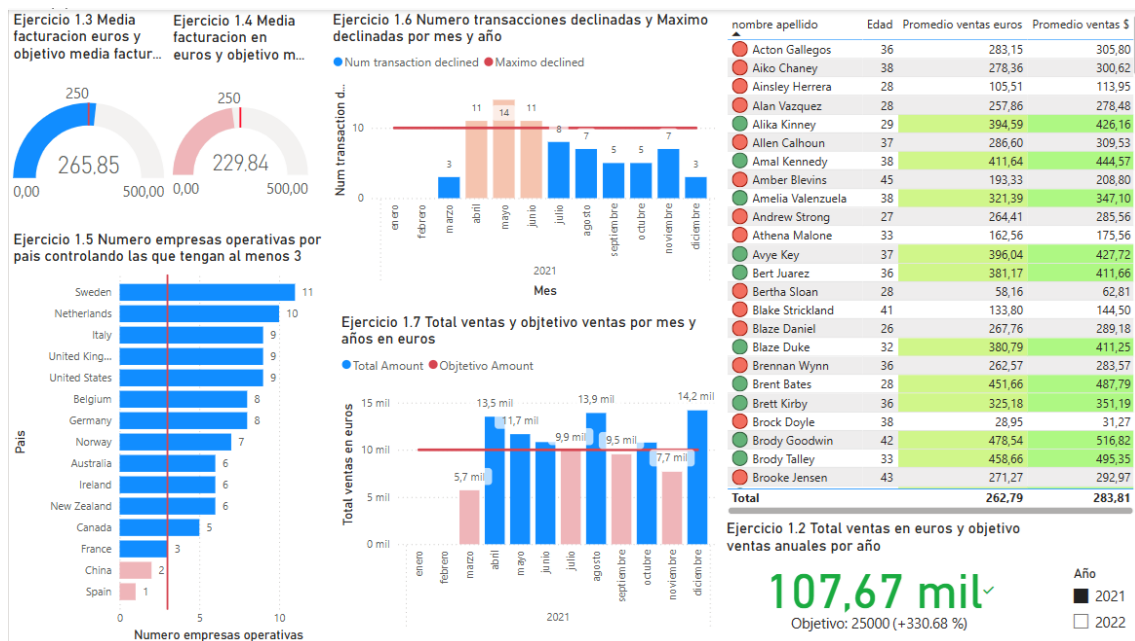 Ejercicio 1.3 Media
facturacion euros y
objetivo media factur...
250
265,85
0,00
500,00
Ejercicio 1.4 Media
facturacion en
euros y objetivo m...
250
229,84
0,00
500,00
Ejercicio 1.5 Numero empresas operativas por
pais controlando las que tengan al menos 3
Pais
Sweden 11
Netherlands 10
Italy 9
United King... 9
United States 9
Belgium 8
Germany 8
Norway 7
Australia 6
Ireland 6
New Zealand 6
Canada 5
France 3
China 2
Spain 1
0 5 10
Numero empresas operativas
Ejercicio 1.6 Numero transacciones declinadas y Maximo
declinadas por mes y año
Num transaction declined Maximo declined
Num transaction d...
10
0
3
11
14
11
8
7
5
5
7
3
enero
febrero
marzo
abril
mayo
junio
julio
agosto
septiembre
octubre
noviembre
diciembre
2021
Mes
Ejercicio 1.7 Total ventas y objtetivo ventas por mes y
años en euros
Total Amount Objtetivo Amount
Total ventas en euros
15 mil
10 mil
5 mil
0 mil
5,7 mil
13,5 mil
11,7 mil
9,9 mil
13,9 mil
9,5 mil
7,7 mil
14,2 mil
enero
febrero
marzo
abril
mayo
junio
julio
agosto
septiembre
octubre
noviembre
diciembre
2021
nombre apellido Edad Promedio ventas euros Promedio ventas $
Acton Gallegos 36 283,15 305,80
Aiko Chaney 38 278,36 300,62
Ainsley Herrera 28 105,51 113,95
Alan Vazquez 28 257,86 278,48
Alika Kinney 29 394,59 426,16
Allen Calhoun 37 286,60 309,53
Amal Kennedy 38 411,64 444,57
Amber Blevins 45 193,33 208,80
Amelia Valenzuela 38 321,39 347,10
Andrew Strong 27 264,41 285,56
Athena Malone 33 162,56 175,56
Avye Key 37 396,04 427,72
Bert Juarez 36 381,17 411,66
Bertha Sloan 28 58,16 62,81
Blake Strickland 41 133,80 144,50
Blaze Daniel 26 267,76 289,18
Blaze Duke 32 380,79 411,25
Brennan Wynn 36 262,57 283,57
Brent Bates 28 451,66 487,79
Brett Kirby 36 325,18 351,19
Brock Doyle 38 28,95 31,27
Brody Goodwin 42 478,54 516,82
Brody Talley 33 458,66 495,35
Brooke Jensen 43 271,27 292,97
Total 262,79 283,81
Ejercicio 1.2 Total ventas en euros y objetivo
ventas anuales por año
107,67 mil
Objetivo: 25000 (+330.68 %)
Año
2021
2022